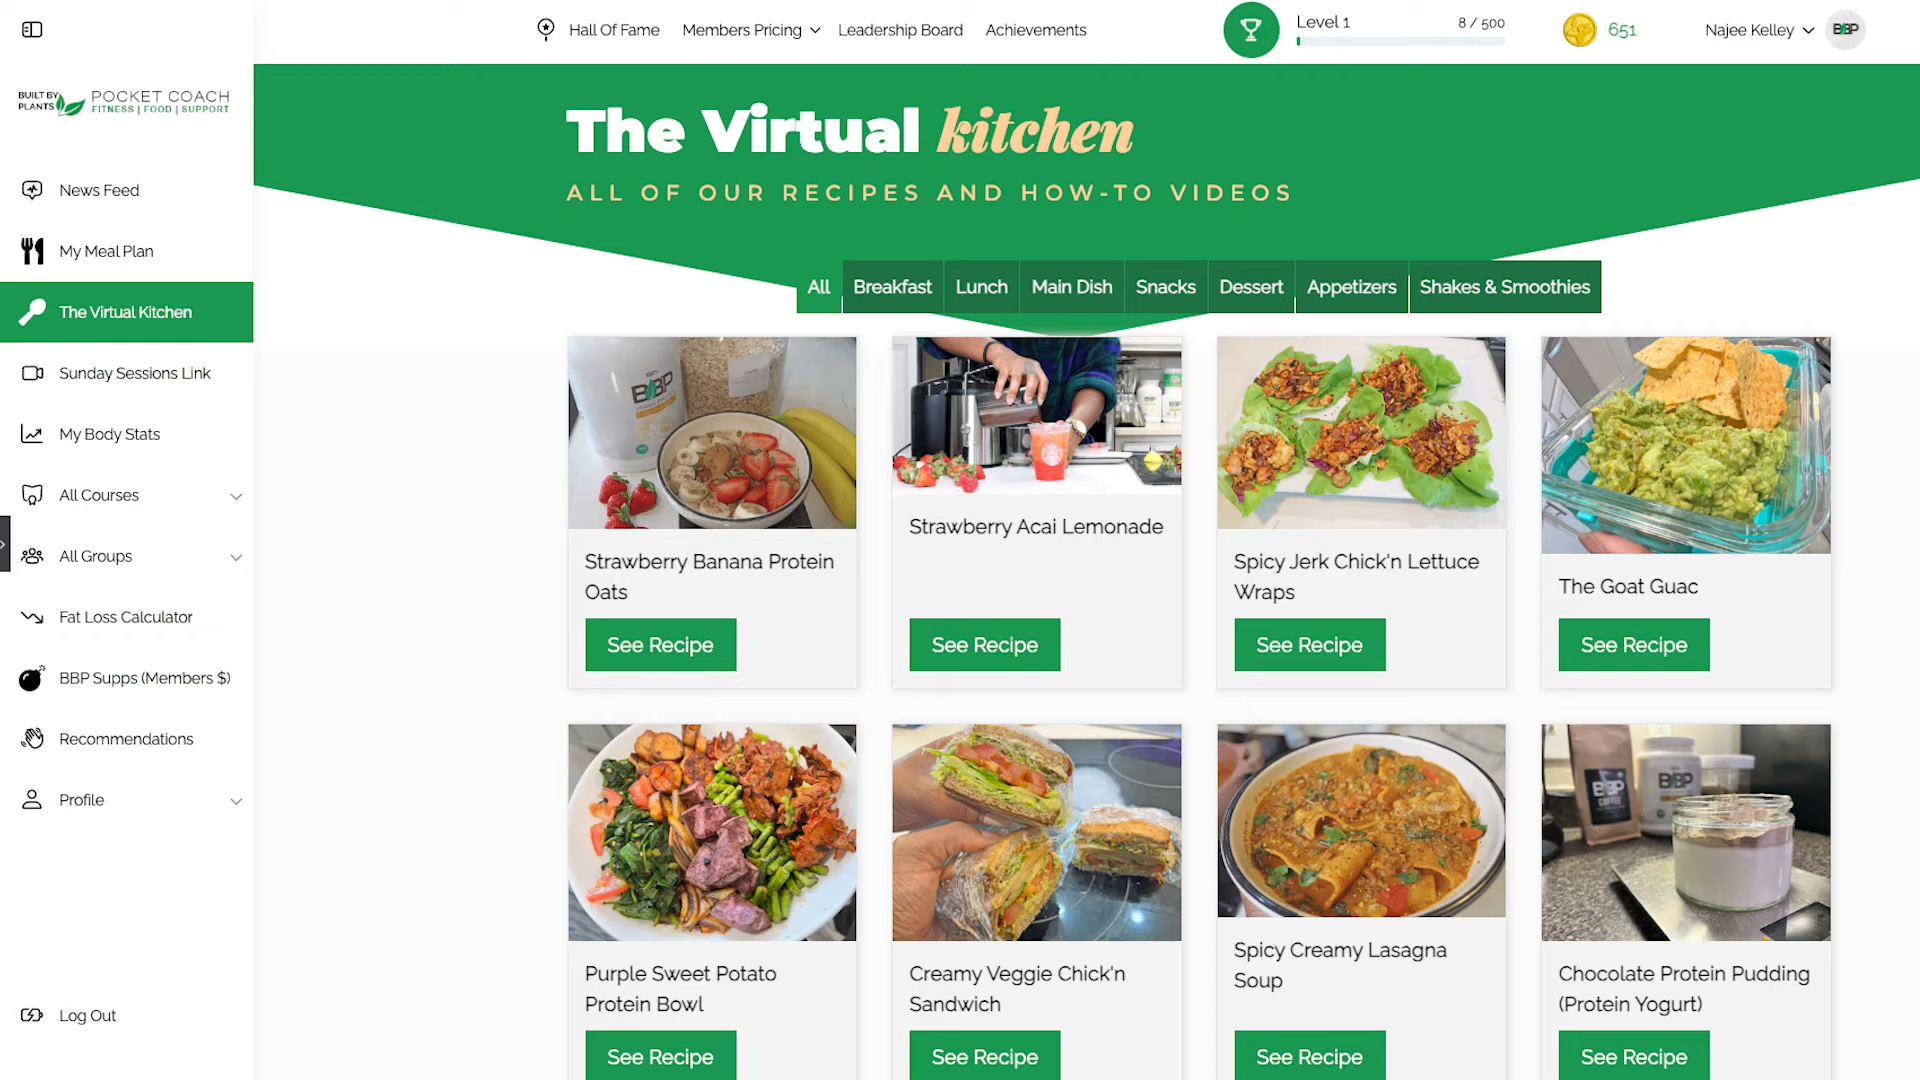 Hall Of Fame
Members Pricing
Leadership Board
Achievements
Level 1
8 / 500
651
Najee Kelley
BBP
BUILT BY
PLANTS
POCKET COACH
FITNESS | FOOD | SUPPORT
News Feed
My Meal Plan
The Virtual Kitchen
Sunday Sessions Link
My Body Stats
All Courses
All Groups
Fat Loss Calculator
BBP Supps (Members $)
Recommendations
Profile
Log Out
The Virtual kitchen
ALL OF OUR RECIPES AND HOW-TO VIDEOS
All
Breakfast
Lunch
Main Dish
Snacks
Dessert
Appetizers
Shakes & Smoothies
BBP
Strawberry Banana Protein
Oats
See Recipe
Strawberry Acai Lemonade
See Recipe
Spicy Jerk Chick'n Lettuce
Wraps
See Recipe
The Goat Guac
See Recipe
Purple Sweet Potato
Protein Bowl
See Recipe
Creamy Veggie Chick'n
Sandwich
See Recipe
Spicy Creamy Lasagna
Soup
See Recipe
BBP
COFFEE
BBP
Chocolate Protein Pudding
(Protein Yogurt)
See Recipe